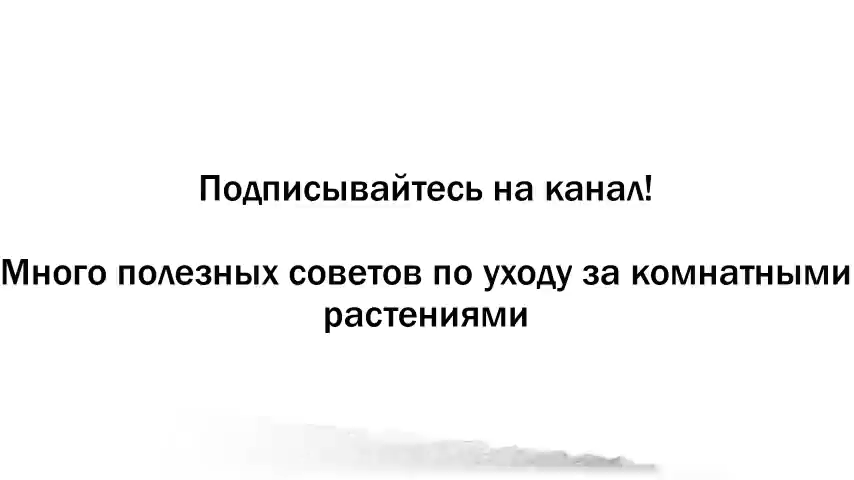 Подписывайтесь на канал!
Много полезных советов по уходу за комнатными
растениями